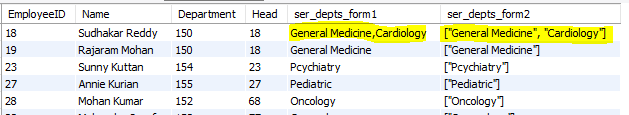 EmployeeID Name Department Head ser_depts_form1 ser_depts_form2
18 Sudhakar Reddy 150 18 General Medicine,Cardiology ["General Medicine", "Cardiology"]
19 Rajaram Mohan 150 18 General Medicine ["General Medicine"]
23 Sunny Kuttan 154 23 Pcychiatry ["Pcychiatry"]
27 Annie Kurian 155 27 Pediatric ["Pediatric"]
28 Mohan Kumar 152 68 Oncology ["Oncology"]